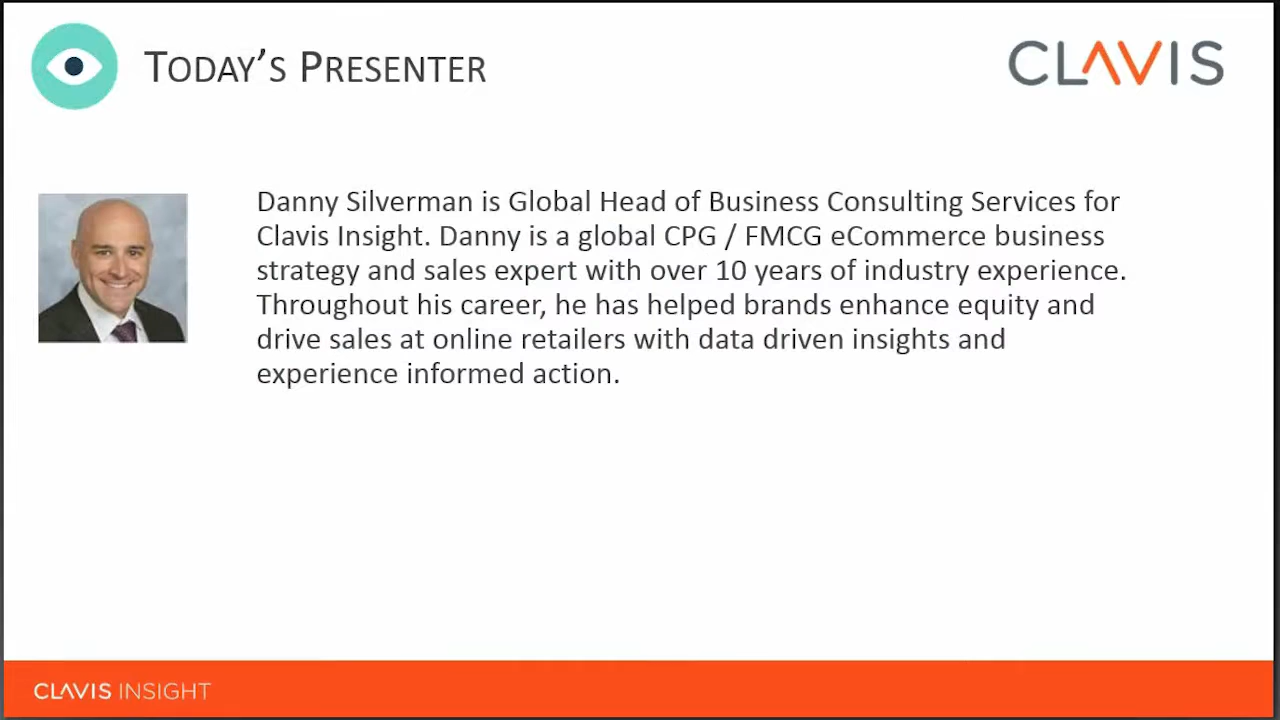 TODAY'S PRESENTER
CLAVIS
Danny Silverman is Global Head of Business Consulting Services for
Clavis Insight. Danny is a global CPG / FMCG eCommerce business
strategy and sales expert with over 10 years of industry experience.
Throughout his career, he has helped brands enhance equity and
drive sales at online retailers with data driven insights and
experience informed action.
CLAVIS INSIGHT